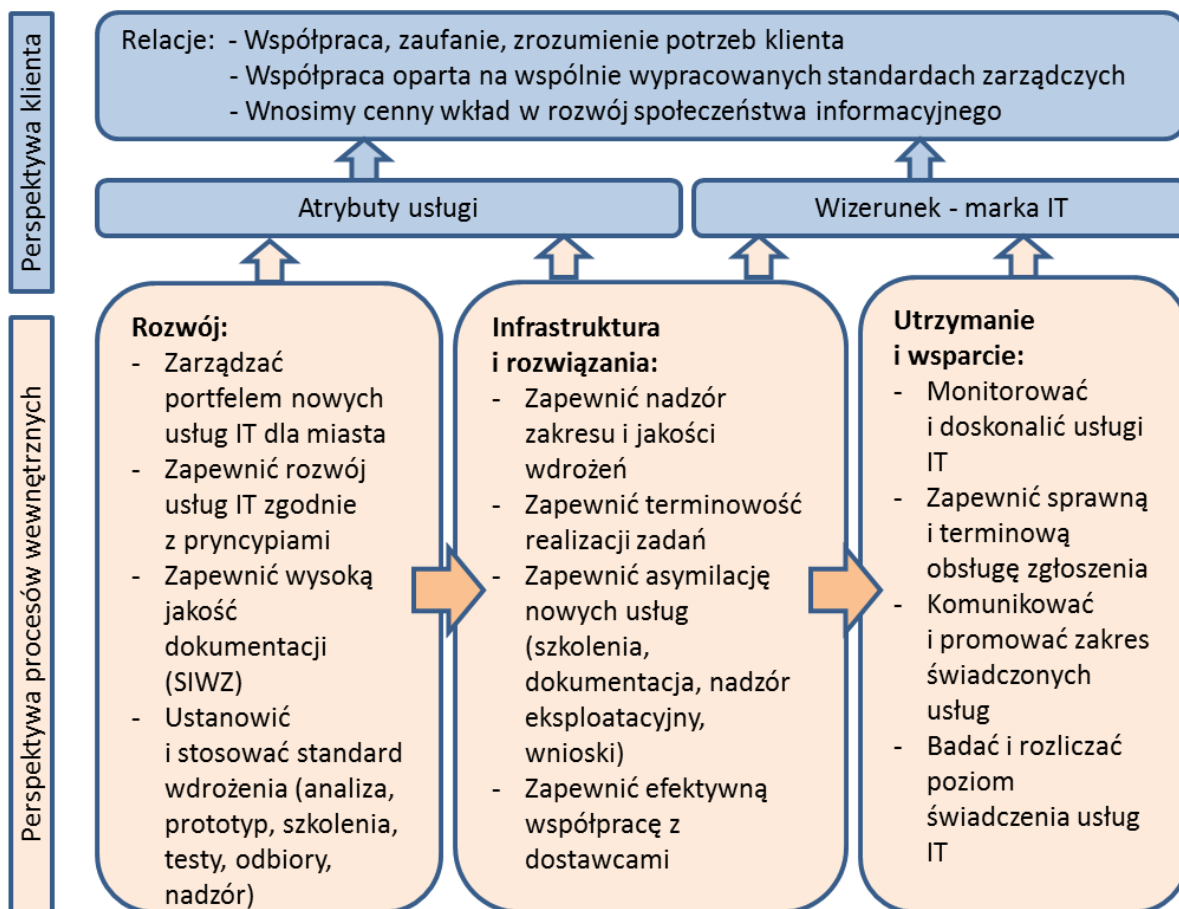 Perspektywa klienta
Relacje: - Współpraca, zaufanie, zrozumienie potrzeb klienta
- Współpraca oparta na wspólnie wypracowanych standardach zarządczych
- Wnosimy cenny wkład w rozwój społeczeństwa informacyjnego
Atrybuty usługi
Wizerunek - marka IT
Perspektywa procesów wewnętrznych
Rozwój:
- Zarządzać
portfelem nowych
usług IT dla miasta
- Zapewnić rozwój
usług IT zgodnie
z pryncypiami
- Zapewnić wysoką
jakość
dokumentacji
(SIWZ)
- Ustanowić
i stosować standard
wdrożenia (analiza,
prototyp, szkolenia,
testy, odbiory,
nadzór)
Infrastruktura
i rozwiązania:
- Zapewnić nadzór
zakresu i jakości
wdrożeń
- Zapewnić terminowość
realizacji zadań
- Zapewnić asymilację
nowych usług
(szkolenia,
dokumentacja, nadzór
eksploatacyjny,
wnioski)
- Zapewnić efektywną
współpracę z
dostawcami
Utrzymanie
i wsparcie:
- Monitorować
i doskonalić usługi
IT
- Zapewnić sprawną
i terminową
obsługę zgłoszenia
- Komunikować
i promować zakres
świadczonych
usług
- Badać i rozliczać
poziom
świadczenia usług
IT